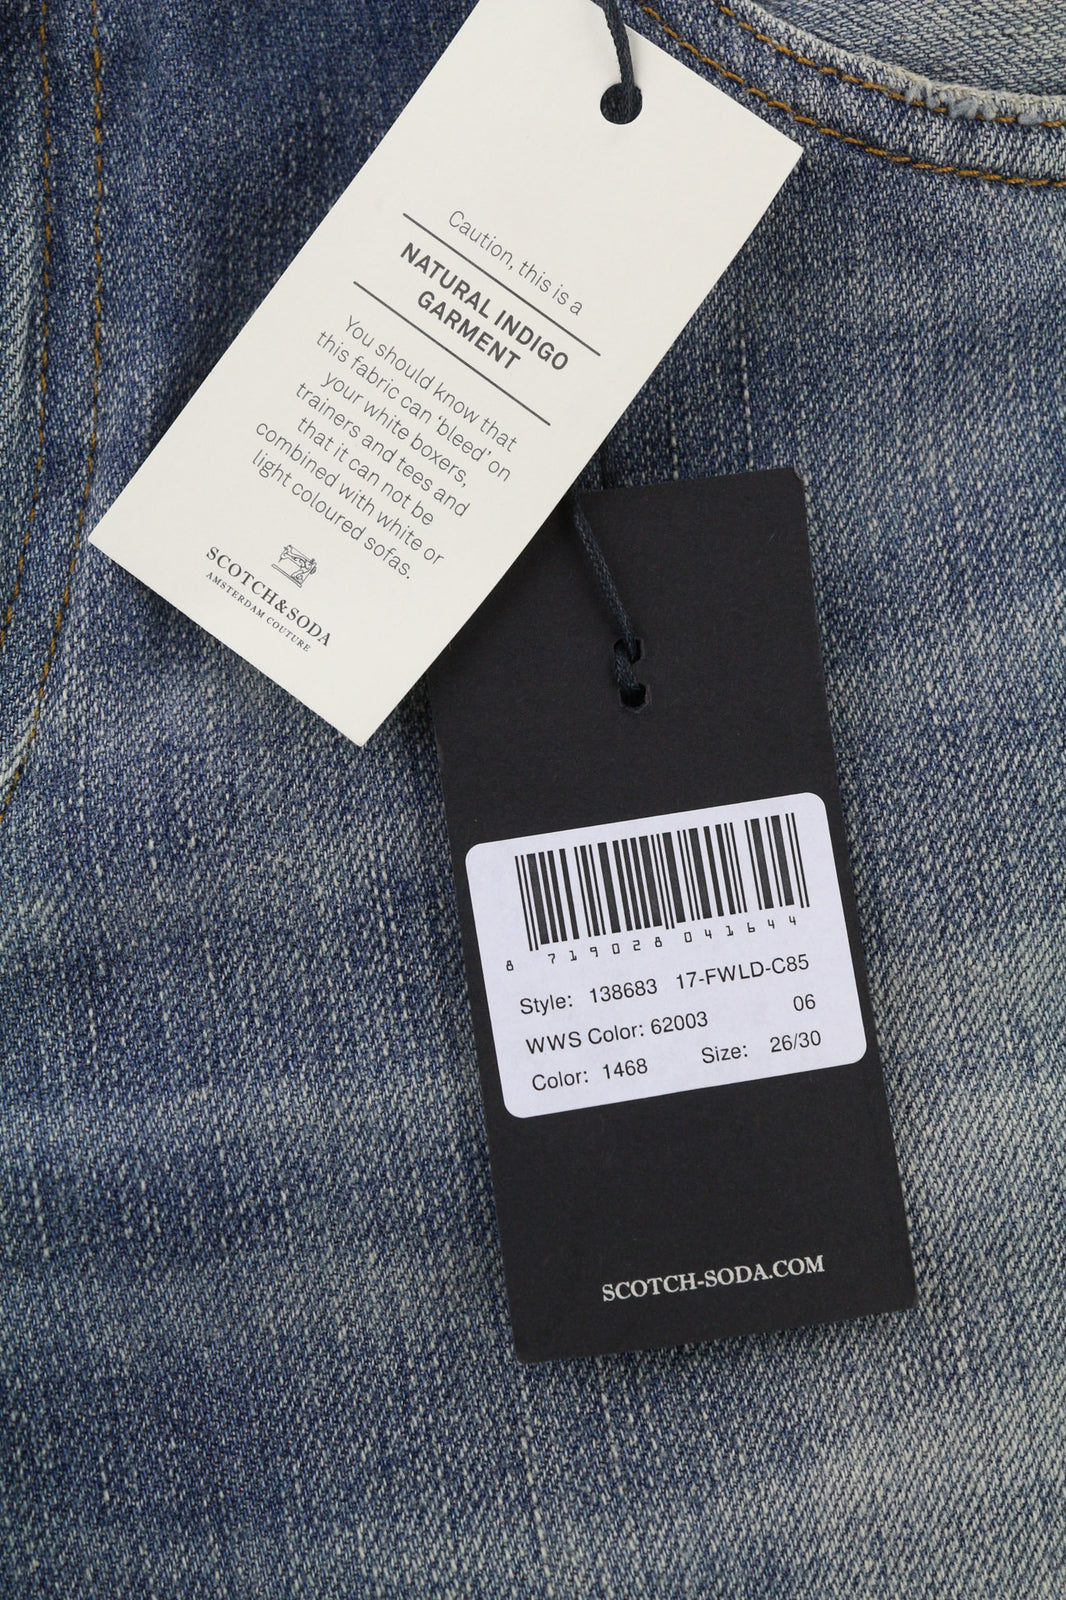 Caution, this is a
NATURAL INDIGO
GARMENT
You should know that
this fabric can 'bleed' on
your white boxers,
trainers and tees and
that it can not be
combined with white or
light coloured sofas.
SCOTCH&SODA
AMSTERDAM COUTURE
8 719028 041644
Style: 138683 17-FWLD-C85
WWS Color: 62003 06
Color: 1468 Size: 26/30
SCOTCH-SODA.COM